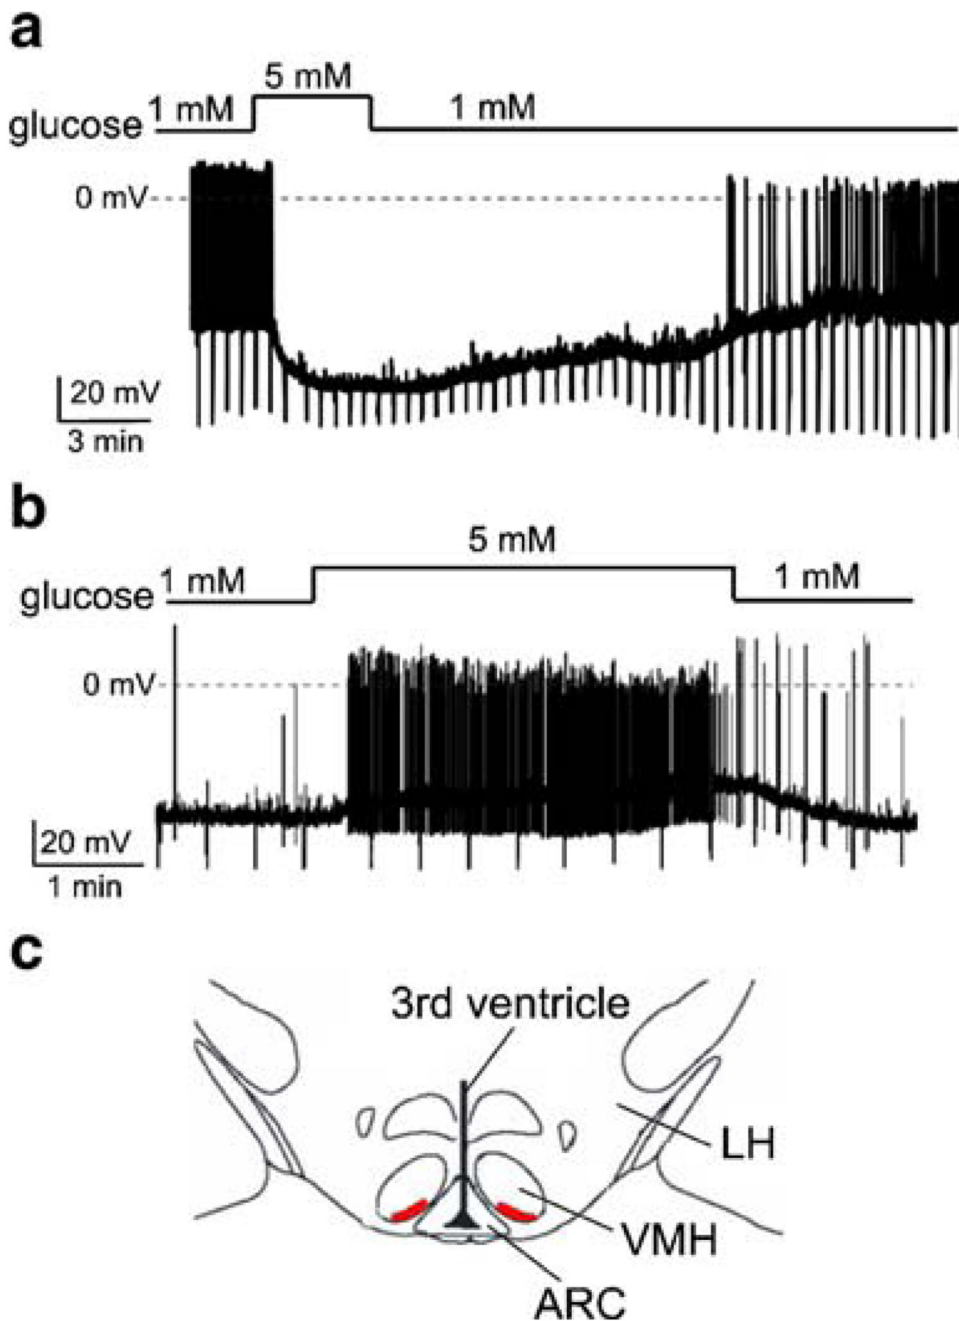 a
5 mM
glucose 1 mM 1 mM
0 mV
20 mV
3 min
b
5 mM
glucose 1 mM 1 mM
0 mV
20 mV
1 min
c
3rd ventricle
LH
VMH
ARC